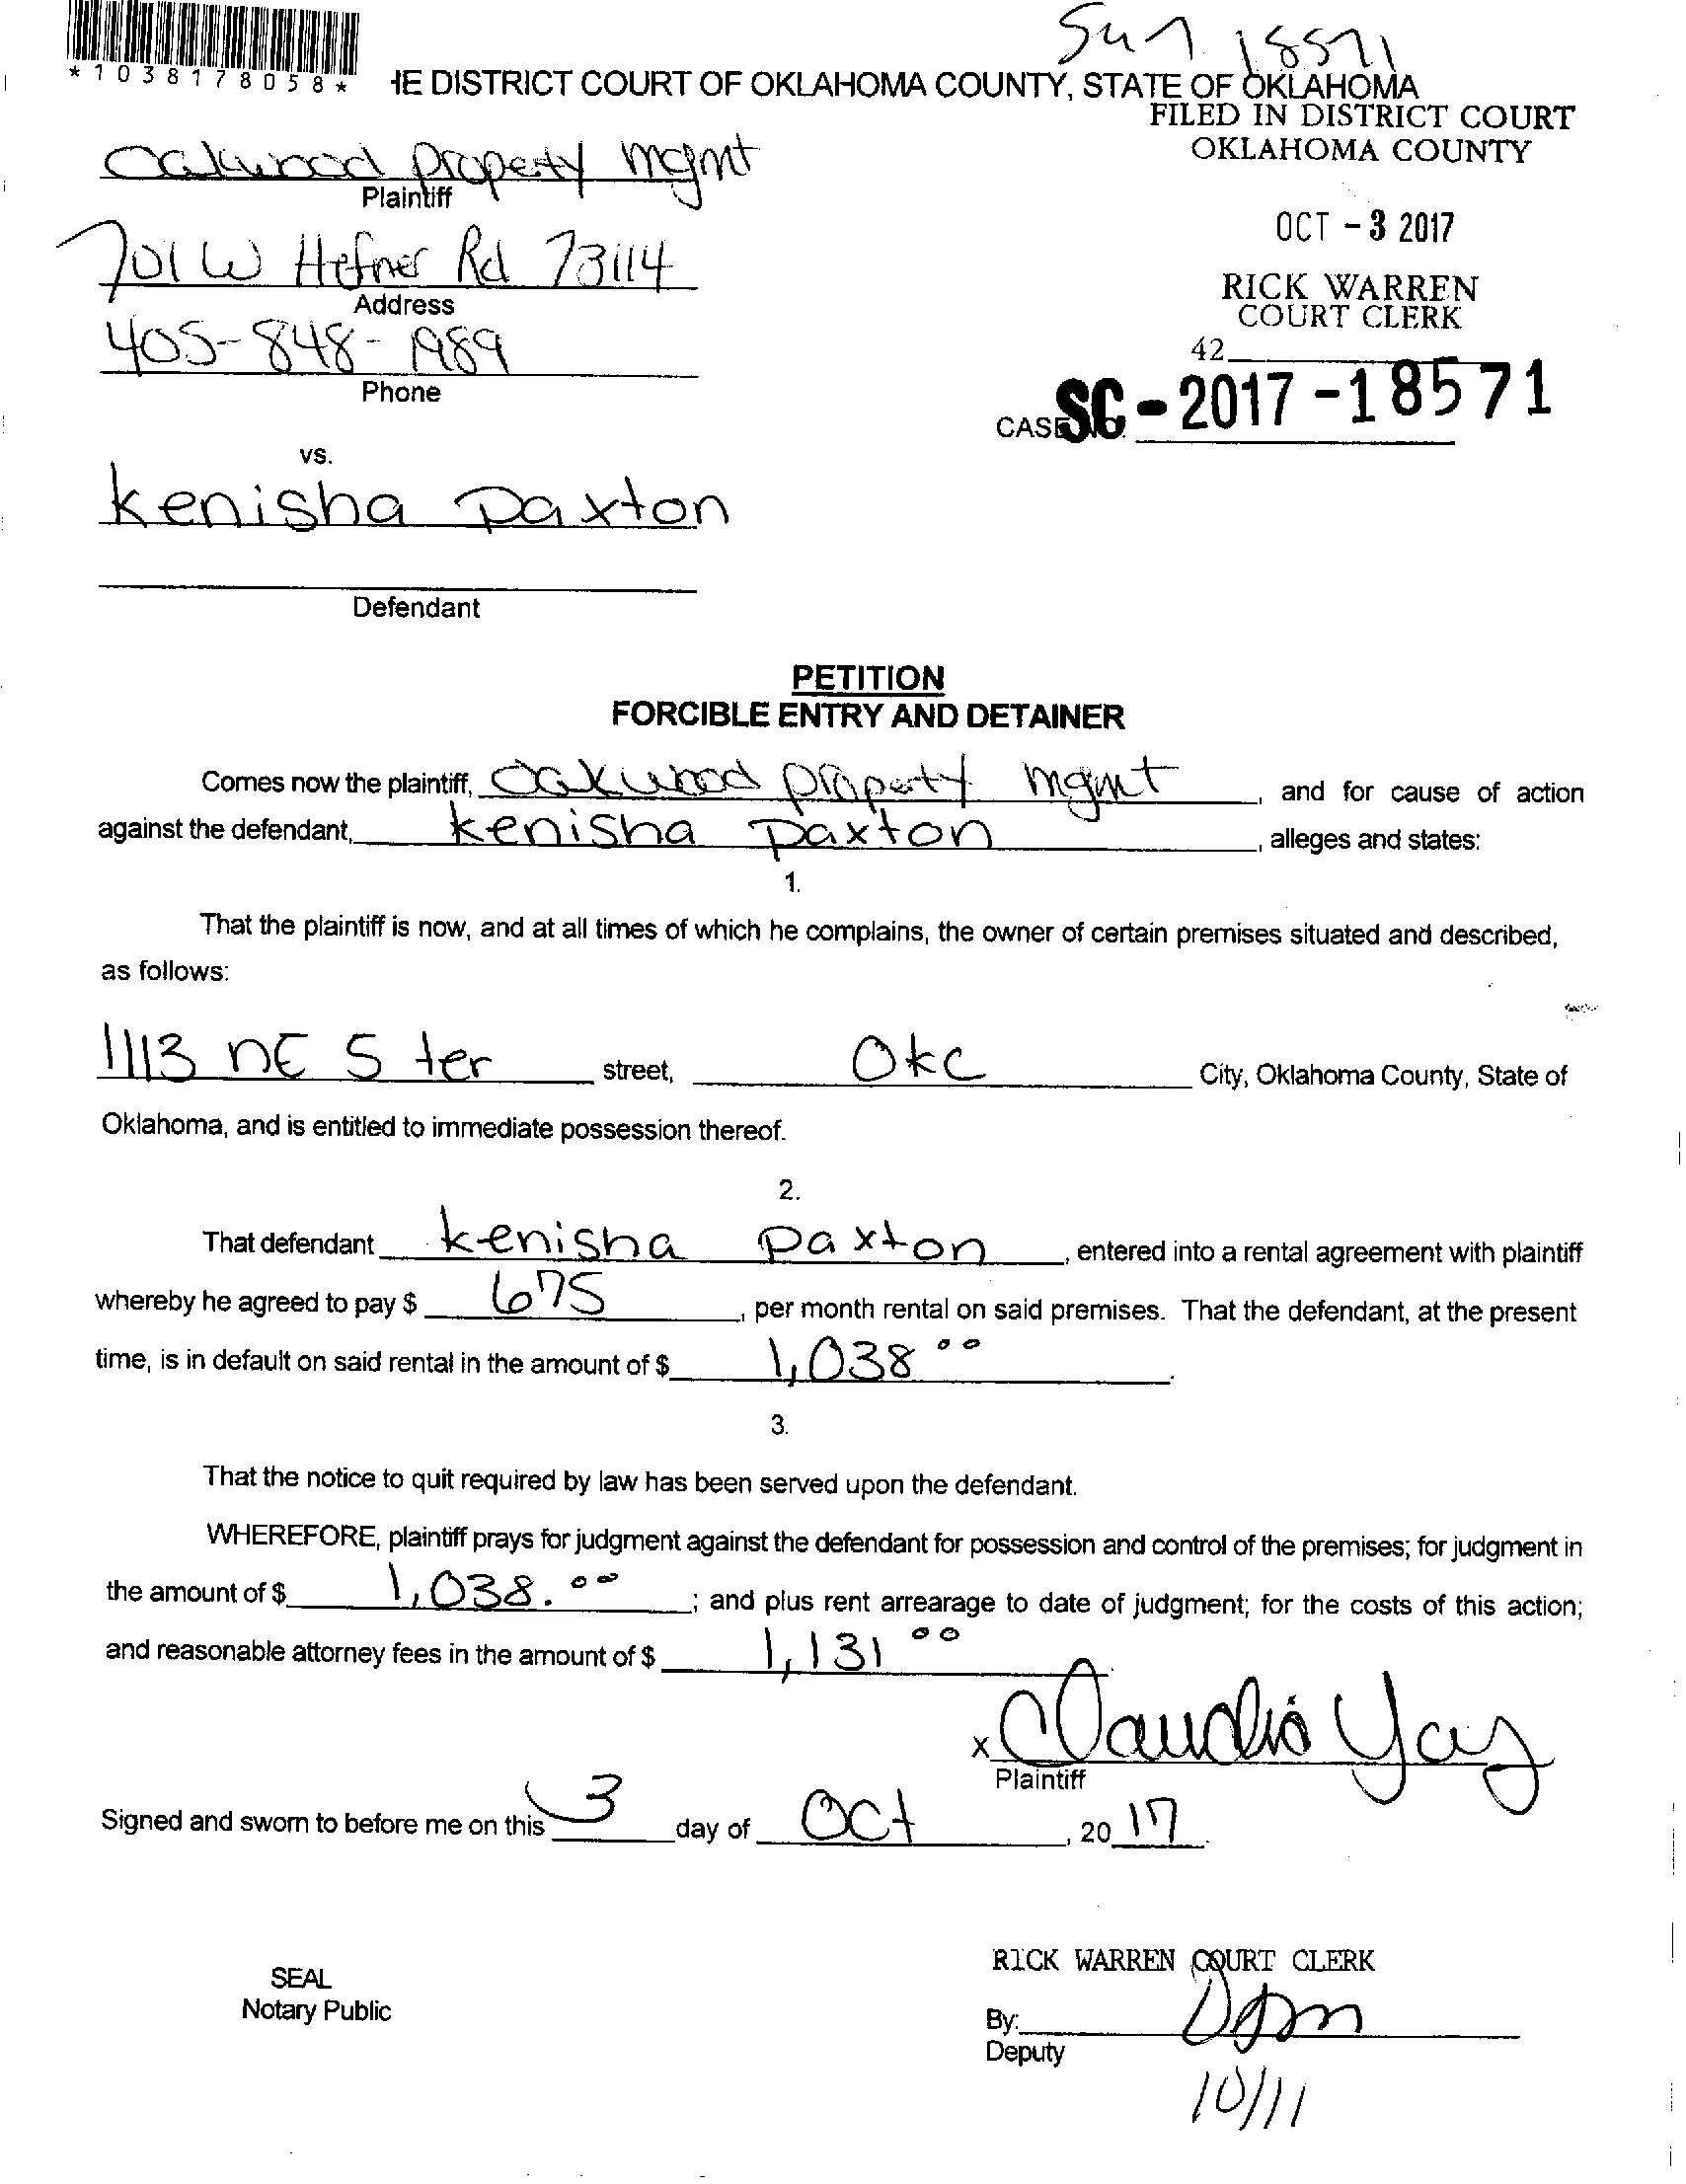 *1038178058*
HE DISTRICT COURT OF OKLAHOMA COUNTY, STATE OF OKLAHOMA
18571
FILED IN DISTRICT COURT
OKLAHOMA COUNTY
Oakwood Property Mgmt
Plaintiff
OCT - 3 2017
701 W Hefner Rd 73114
Address
RICK WARREN
COURT CLERK
405-848-1989
Phone
42
CASE NO. SC - 2017 - 18571
vs.
Kenisha Paxton
Defendant
PETITION
FORCIBLE ENTRY AND DETAINER
Comes now the plaintiff, Oakwood Property Mgmt, and for cause of action
against the defendant, Kenisha Paxton, alleges and states:
1.
That the plaintiff is now, and at all times of which he complains, the owner of certain premises situated and described,
as follows:
1113 NE 5 ter street, OKC City, Oklahoma County, State of
Oklahoma, and is entitled to immediate possession thereof.
2.
That defendant Kenisha Paxton, entered into a rental agreement with plaintiff
whereby he agreed to pay $ 675, per month rental on said premises. That the defendant, at the present
time, is in default on said rental in the amount of $ 1,038 00.
3.
That the notice to quit required by law has been served upon the defendant.
WHEREFORE, plaintiff prays for judgment against the defendant for possession and control of the premises; for judgment in
the amount of $ 1,038.00; and plus rent arrearage to date of judgment; for the costs of this action;
and reasonable attorney fees in the amount of $ 1,131 00
x Claudia
Plaintiff
Signed and sworn to before me on this 3 day of Oct, 20 17.
RICK WARREN COURT CLERK
SEAL
Notary Public
By:
Deputy
10/11